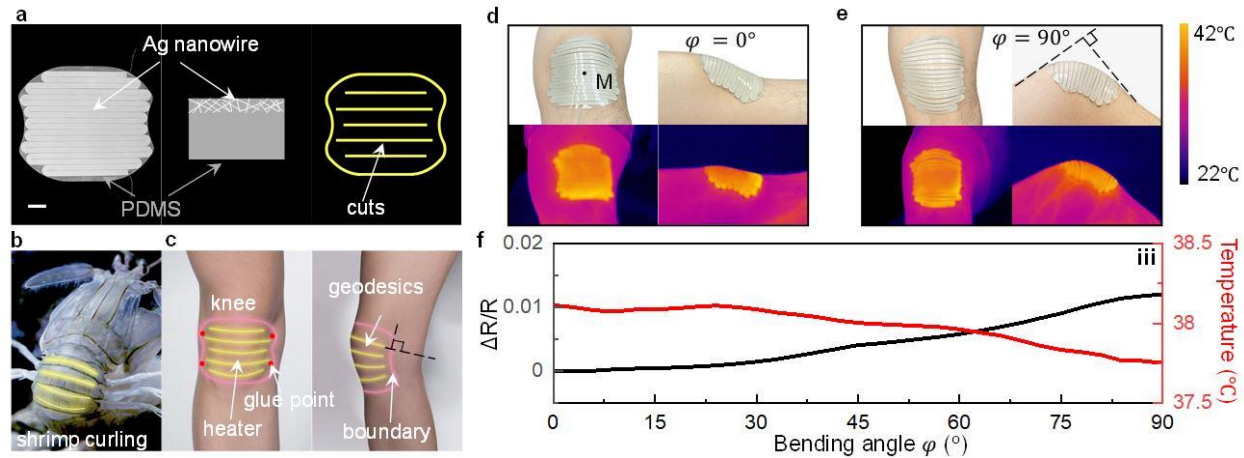 a
Ag nanowire
PDMS
cuts
b
shrimp curling
c
knee
glue point
heater
geodesics
boundary
d
φ = 0°
M
e
φ = 90°
42°C
22°C
f
iii
0.02
0.01
0
ΔR/R
38.5
38
37.5
Temperature (°C)
0 15 30 45 60 75 90
Bending angle φ (°)